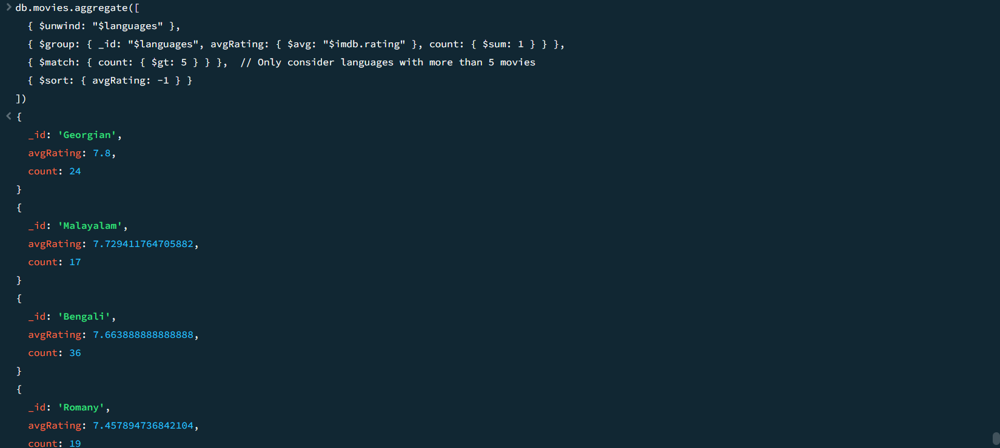 > db.movies.aggregate([
{ $unwind: "$languages" },
{ $group: { _id: "$languages", avgRating: { $avg: "$imdb.rating" }, count: { $sum: 1 } } },
{ $match: { count: { $gt: 5 } } },  // Only consider languages with more than 5 movies
{ $sort: { avgRating: -1 } }
])
< {
_id: 'Georgian',
avgRating: 7.8,
count: 24
}
{
_id: 'Malayalam',
avgRating: 7.729411764705882,
count: 17
}
{
_id: 'Bengali',
avgRating: 7.663888888888888,
count: 36
}
{
_id: 'Romany',
avgRating: 7.457894736842104,
count: 19